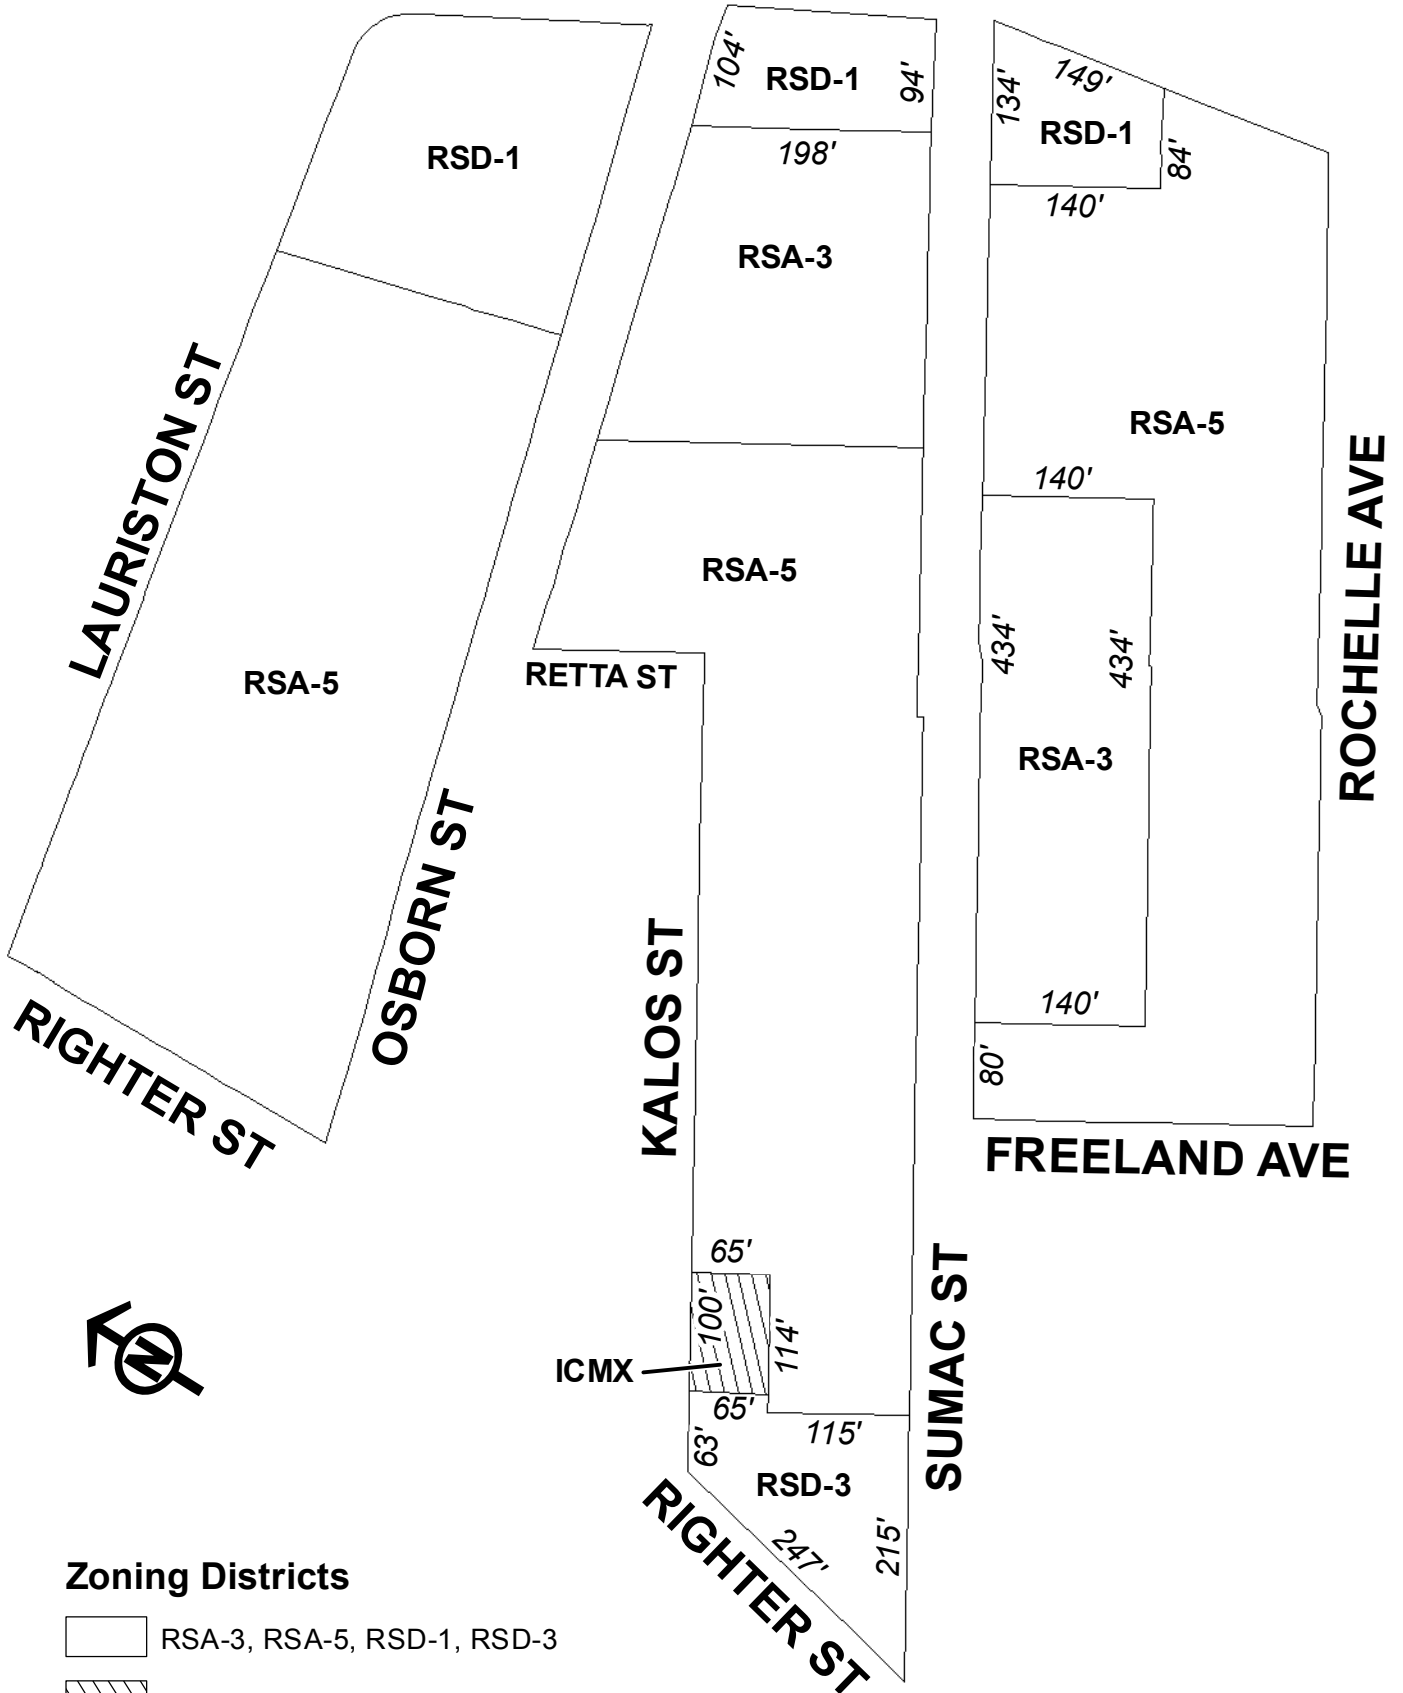 104'
RSD-1
94'
198'
149'
134'
RSD-1
84'
140'
RSD-1
RSA-3
LAURISTON ST
RSA-5
140'
ROCHELLE AVE
RSA-5
434'
434'
RETTA ST
RSA-5
RSA-3
OSBORN ST
KALOS ST
140'
80'
RIGHTER ST
FREELAND AVE
65'
100'
114'
ICMX
65'
115'
63'
SUMAC ST
RSD-3
247'
215'
RIGHTER ST
N
Zoning Districts
RSA-3, RSA-5, RSD-1, RSD-3